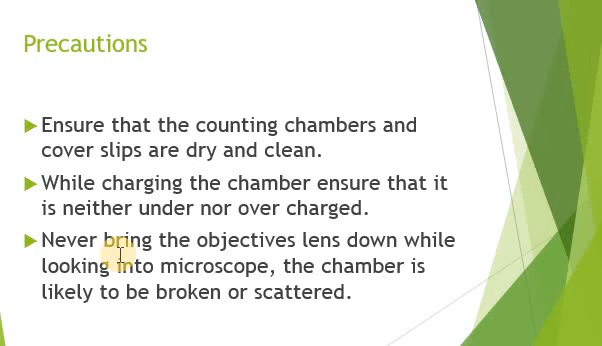 Precautions
Ensure that the counting chambers and
cover slips are dry and clean.
While charging the chamber ensure that it
is neither under nor over charged.
Never bring the objectives lens down while
looking into microscope, the chamber is
likely to be broken or scattered.